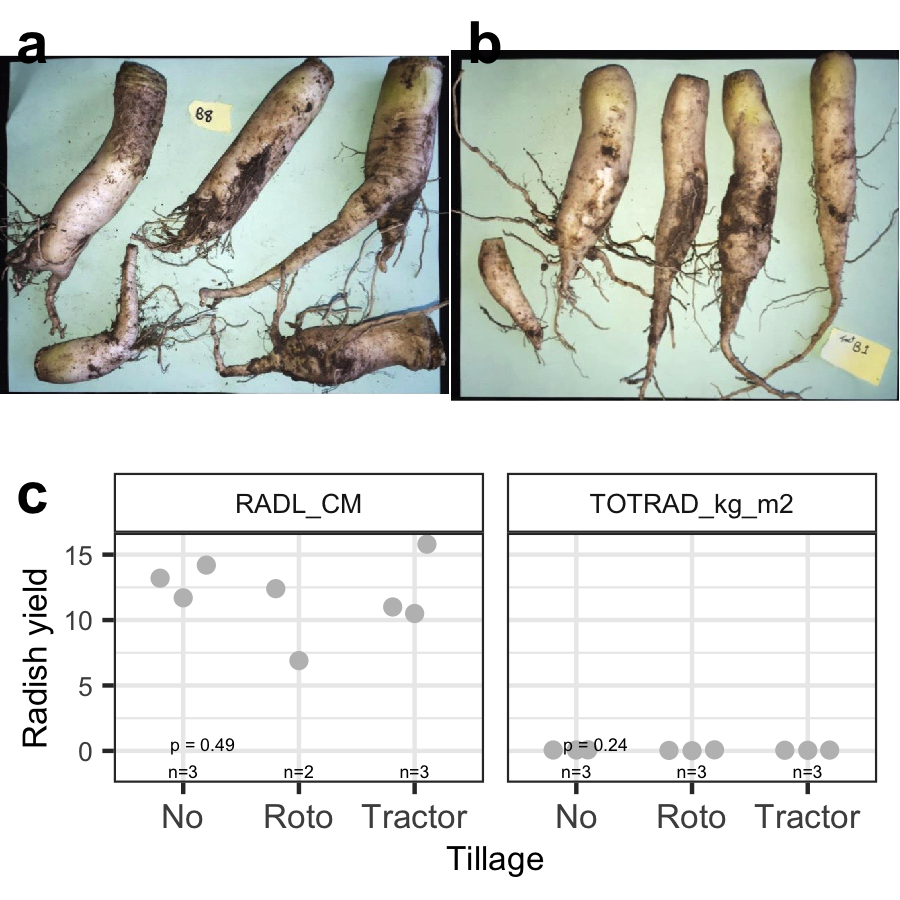 a
b
B8
B1
c
RADL_CM
TOTRAD_kg_m2
Radish yield
15
10
5
0
p = 0.49
p = 0.24
n=3
n=2
n=3
n=3
n=3
n=3
No
Roto
Tractor
No
Roto
Tractor
Tillage